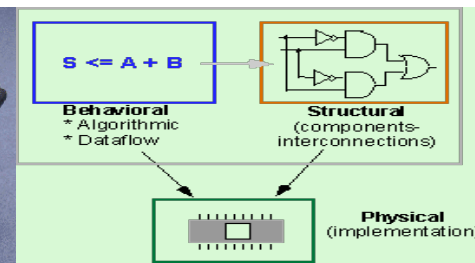 S <= A + B
Behavioral
* Algorithmic
* Dataflow
Structural
(components-
interconnections)
Physical
(implementation)